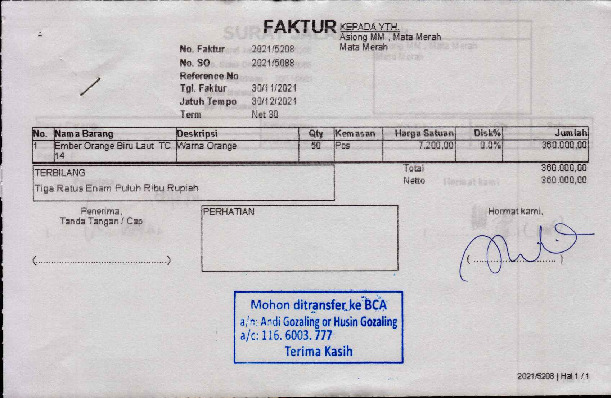 FAKTUR
KEPADA YTH.
Asiong MM , Mata Merah
Mata Merah
No. Faktur 2021/5208
No. SO 2021/5088
Reference No
Tgl. Faktur 30/11/2021
Jatuh Tempo 30/12/2021
Term Net 30
No. Nama Barang Deskripsi Qty Kemasan Harga Satuan Disk% Jumlah
1 Ember Orange Biru Laut TC Warna Orange 50 Pcs 7.200,00 0.0% 360.000,00
14
TERBILANG
Tiga Ratus Enam Puluh Ribu Rupiah
Total 360.000,00
Netto 360.000,00
Penerima,
Tanda Tangan / Cap
(..............................)
PERHATIAN
Hormat kami,
(..............................)
Mohon ditransfer ke BCA
a/n: Andi Gozaling or Husin Gozaling
a/c: 116. 6003. 777
Terima Kasih
2021/5208 | Hal 1 / 1